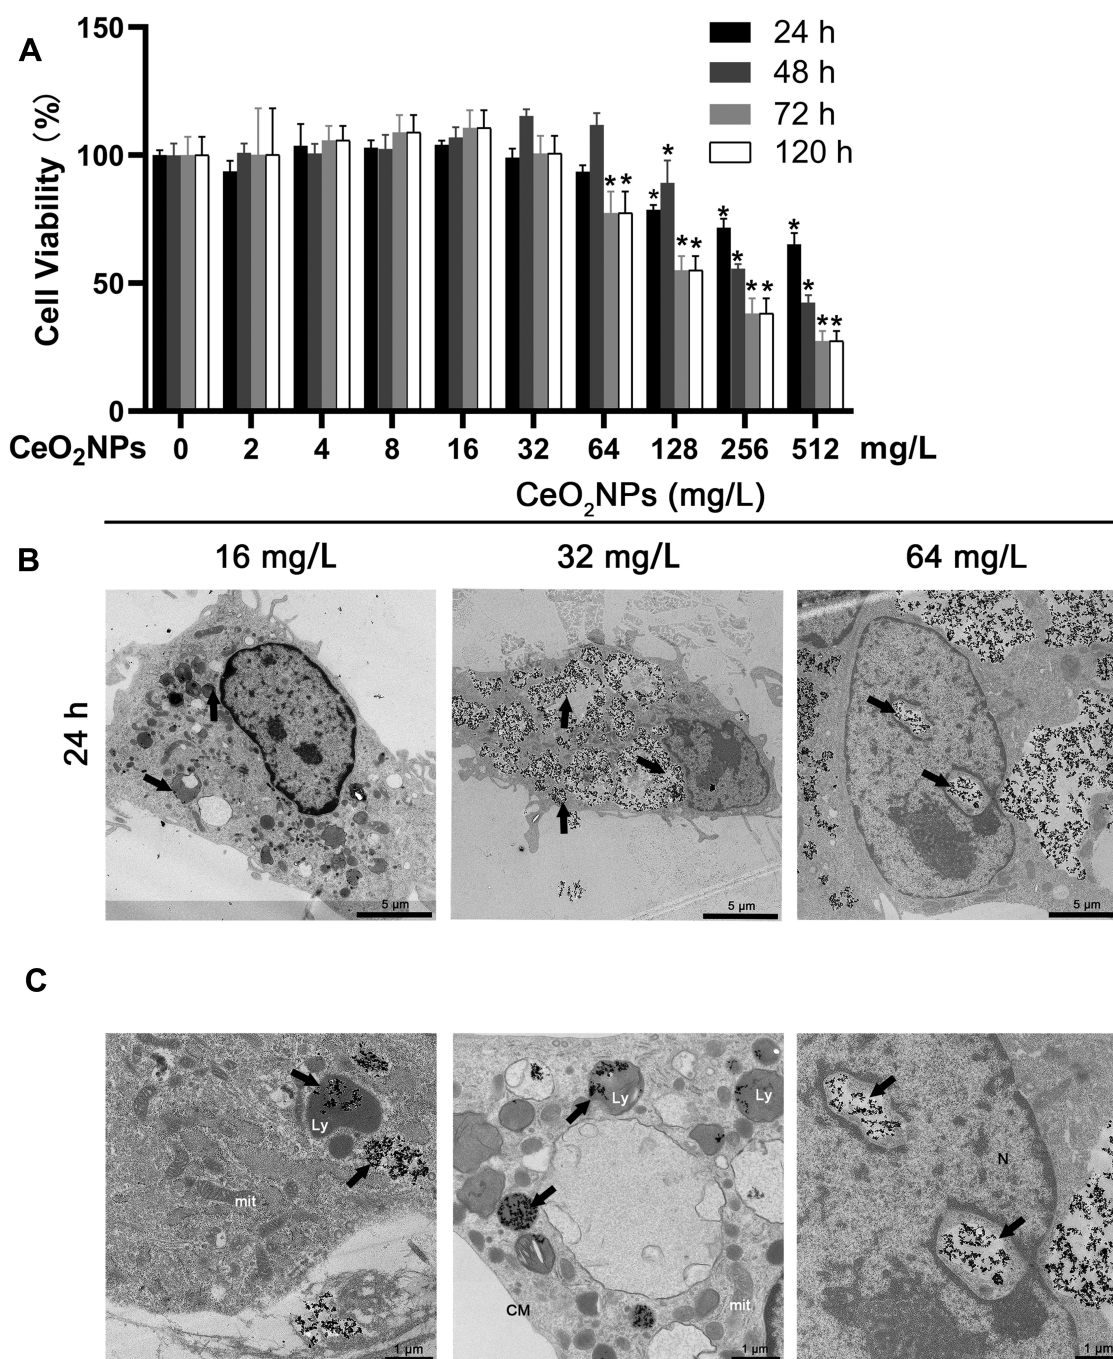 A
150
100
50
0
Cell Viability (%)
24 h
48 h
72 h
120 h
* * * * * * * * * * * * * *
CeO2NPs 0 2 4 8 16 32 64 128 256 512 mg/L
CeO2NPs (mg/L)
B
16 mg/L 32 mg/L 64 mg/L
24 h
5 µm 5 µm 5 µm
C
Ly Ly Ly
mit N
CM mit
1 µm 1 µm 1 µm